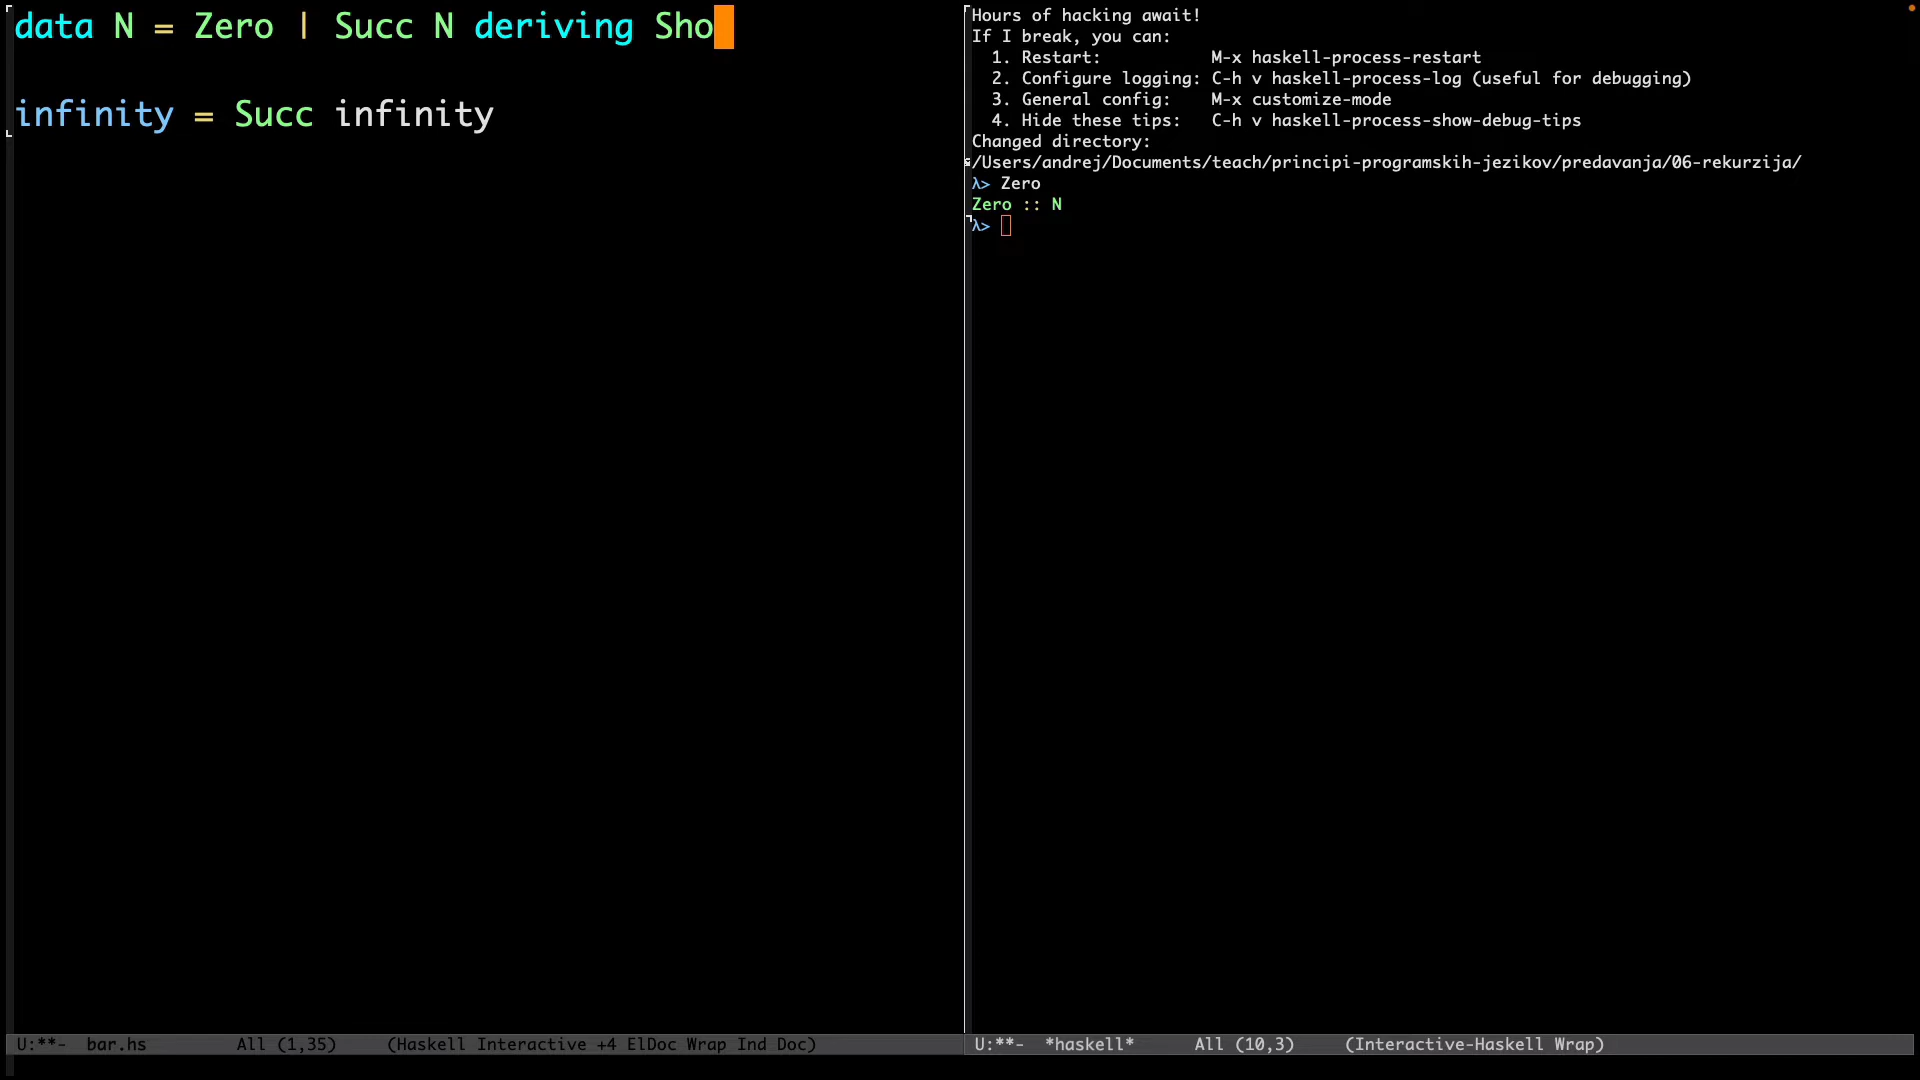 data N = Zero | Succ N deriving Sho
infinity = Succ infinity
U:**-  bar.hs         All (1,35)     (Haskell Interactive +4 ElDoc Wrap Ind Doc)
Hours of hacking await!
If I break, you can:
  1. Restart:           M-x haskell-process-restart
  2. Configure logging: C-h v haskell-process-log (useful for debugging)
  3. General config:    M-x customize-mode
  4. Hide these tips:   C-h v haskell-process-show-debug-tips
Changed directory:
/Users/andrej/Documents/teach/principi-programskih-jezikov/predavanja/06-rekurzija/
λ> Zero
Zero :: N
λ>
U:**-  *haskell*      All (10,3)     (Interactive-Haskell Wrap)